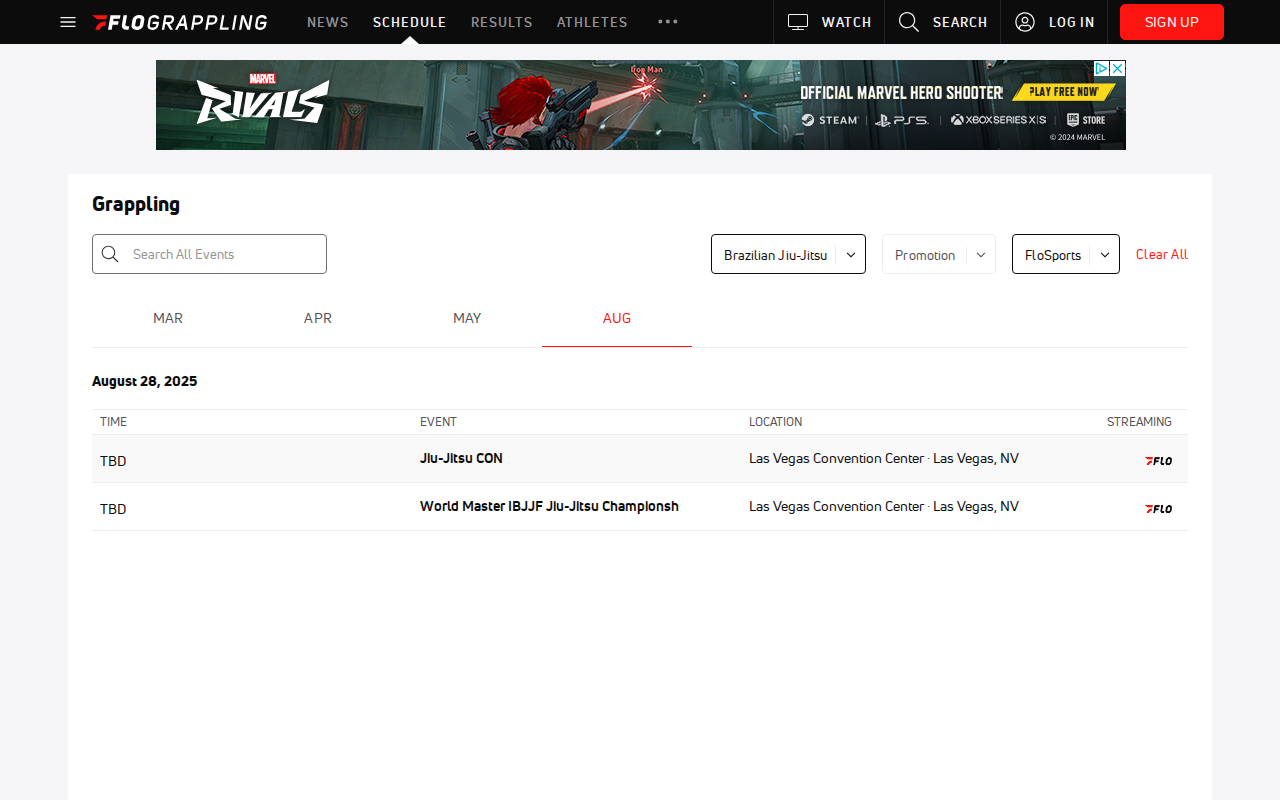 FLOGRAPPLING NEWS SCHEDULE RESULTS ATHLETES WATCH SEARCH LOG IN SIGN UP
MARVEL
RIVALS
Iron Man
OFFICIAL MARVEL HERO SHOOTER PLAY FREE NOW
STEAM PS5 XBOX SERIES X|S EPIC GAMES STORE
© 2024 MARVEL
Grappling
Search All Events Brazilian Jiu-Jitsu Promotion FloSports Clear All
MAR APR MAY AUG
August 28, 2025
TIME EVENT LOCATION STREAMING
TBD Jiu-Jitsu CON Las Vegas Convention Center · Las Vegas, NV FLO
TBD World Master IBJJF Jiu-Jitsu Championsh Las Vegas Convention Center · Las Vegas, NV FLO